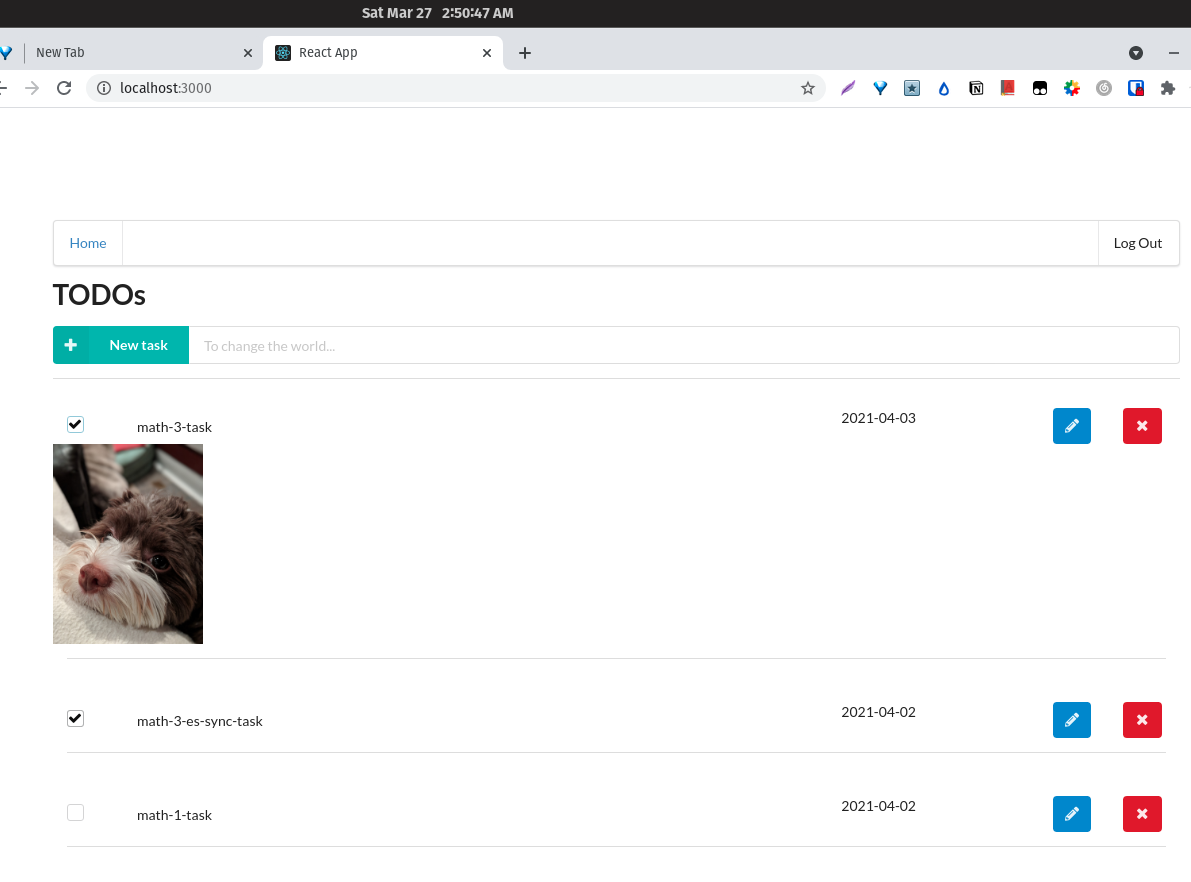 Sat Mar 27 2:50:47 AM
New Tab
React App
localhost:3000
Home
Log Out
TODOs
New task
To change the world...
math-3-task
2021-04-03
math-3-es-sync-task
2021-04-02
math-1-task
2021-04-02